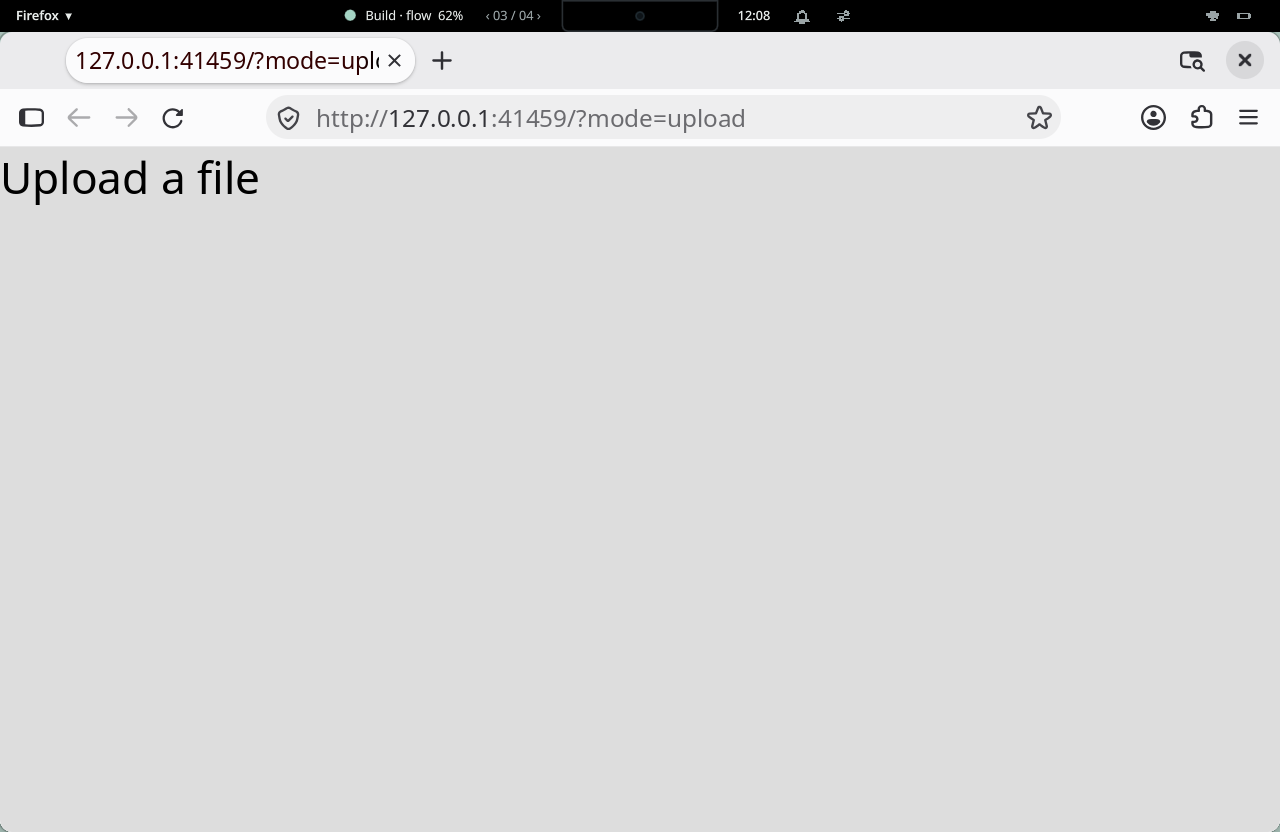 Firefox ▾
Build · flow 62%
‹ 03 / 04 ›
12:08
127.0.0.1:41459/?mode=uplo
http://127.0.0.1:41459/?mode=upload
Upload a file